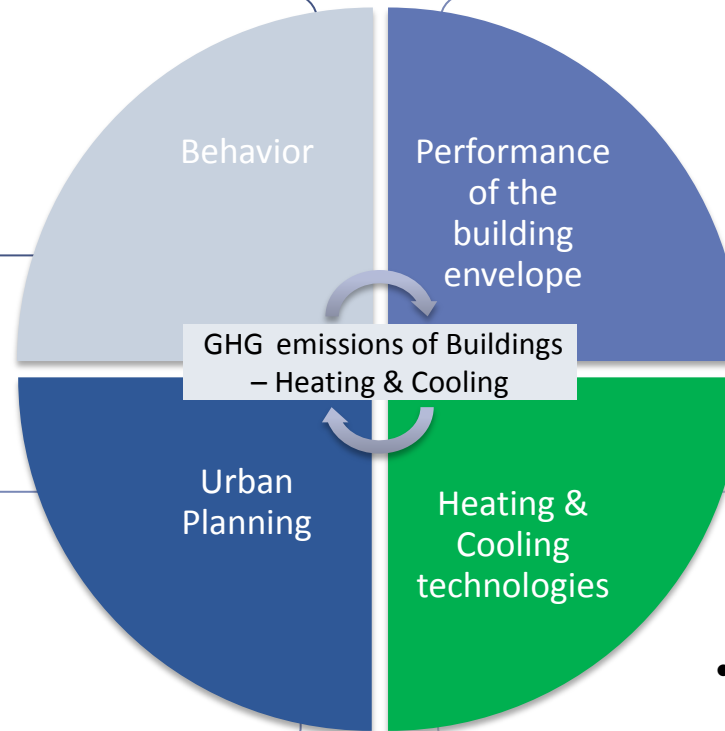 Behavior
Performance
of the
building
envelope
GHG emissions of Buildings
– Heating & Cooling
Urban
Planning
Heating &
Cooling
technologies
•